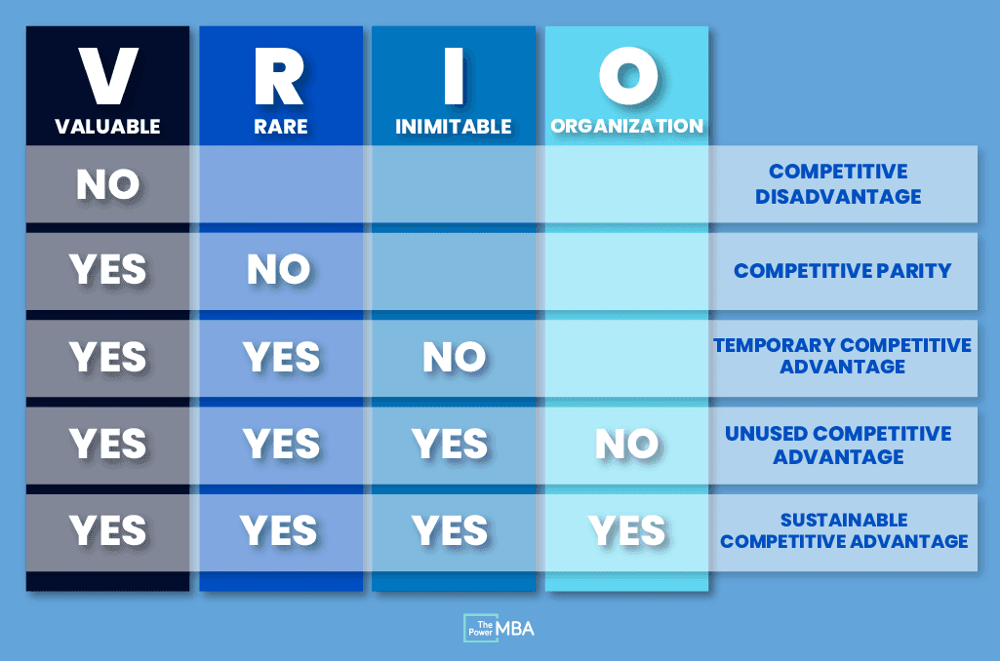 V R I O
VALUABLE RARE INIMITABLE ORGANIZATION
NO COMPETITIVE
DISADVANTAGE
YES NO COMPETITIVE PARITY
YES YES NO TEMPORARY COMPETITIVE
ADVANTAGE
YES YES YES NO UNUSED COMPETITIVE
ADVANTAGE
YES YES YES YES SUSTAINABLE
COMPETITIVE ADVANTAGE
The
Power MBA